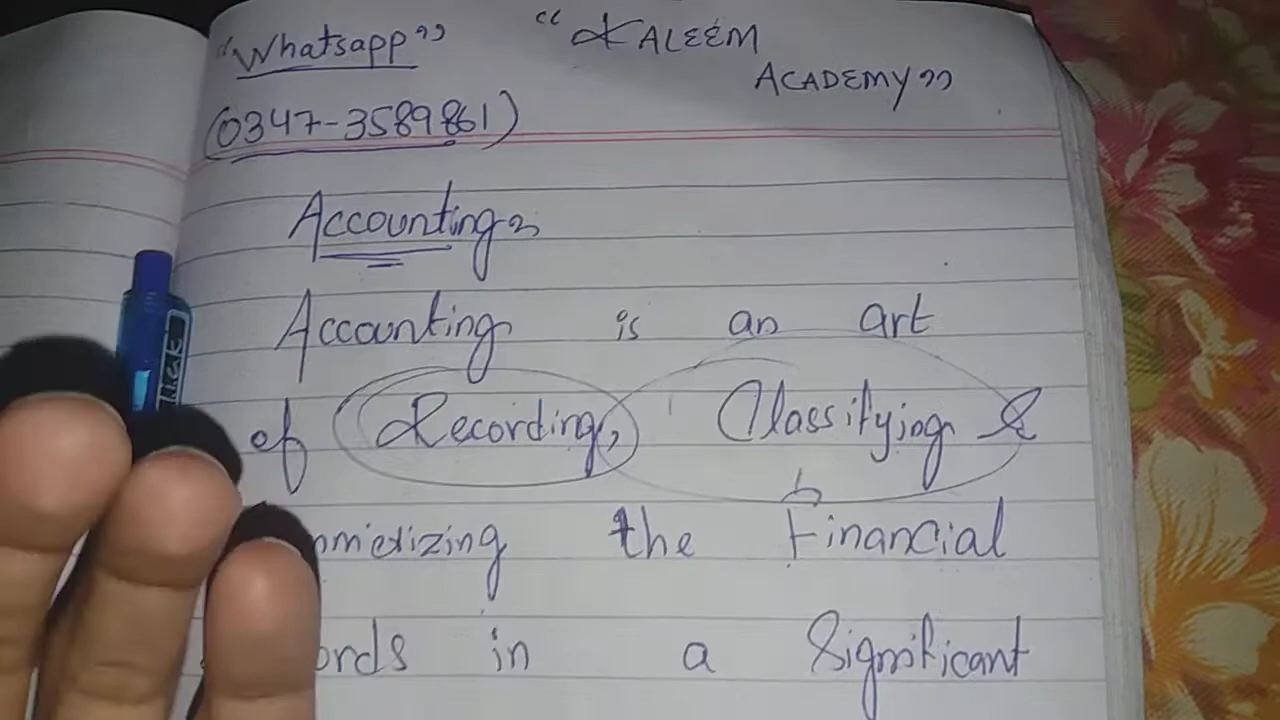 "Whatsapp"
"KALEEM
ACADEMY"
(0347-3589861)
Accounting
Accounting is an art
of Recording, Classifying &
the Financial
in a Significant